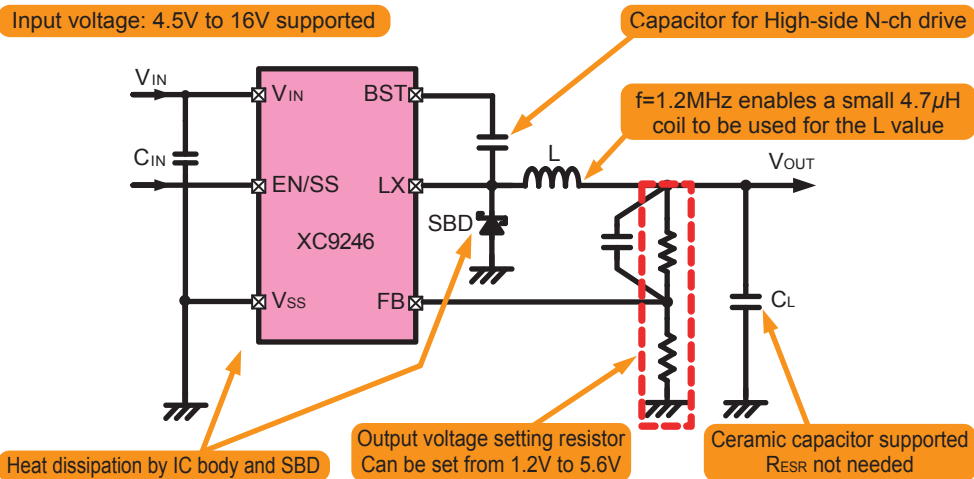 Input voltage: 4.5V to 16V supported
Capacitor for High-side N-ch drive
VIN
VIN
BST
f=1.2MHz enables a small 4.7µH
coil to be used for the L value
CIN
L
VOUT
EN/SS
LX
SBD
XC9246
VSS
FB
CL
Heat dissipation by IC body and SBD
Output voltage setting resistor
Can be set from 1.2V to 5.6V
Ceramic capacitor supported
RESR not needed